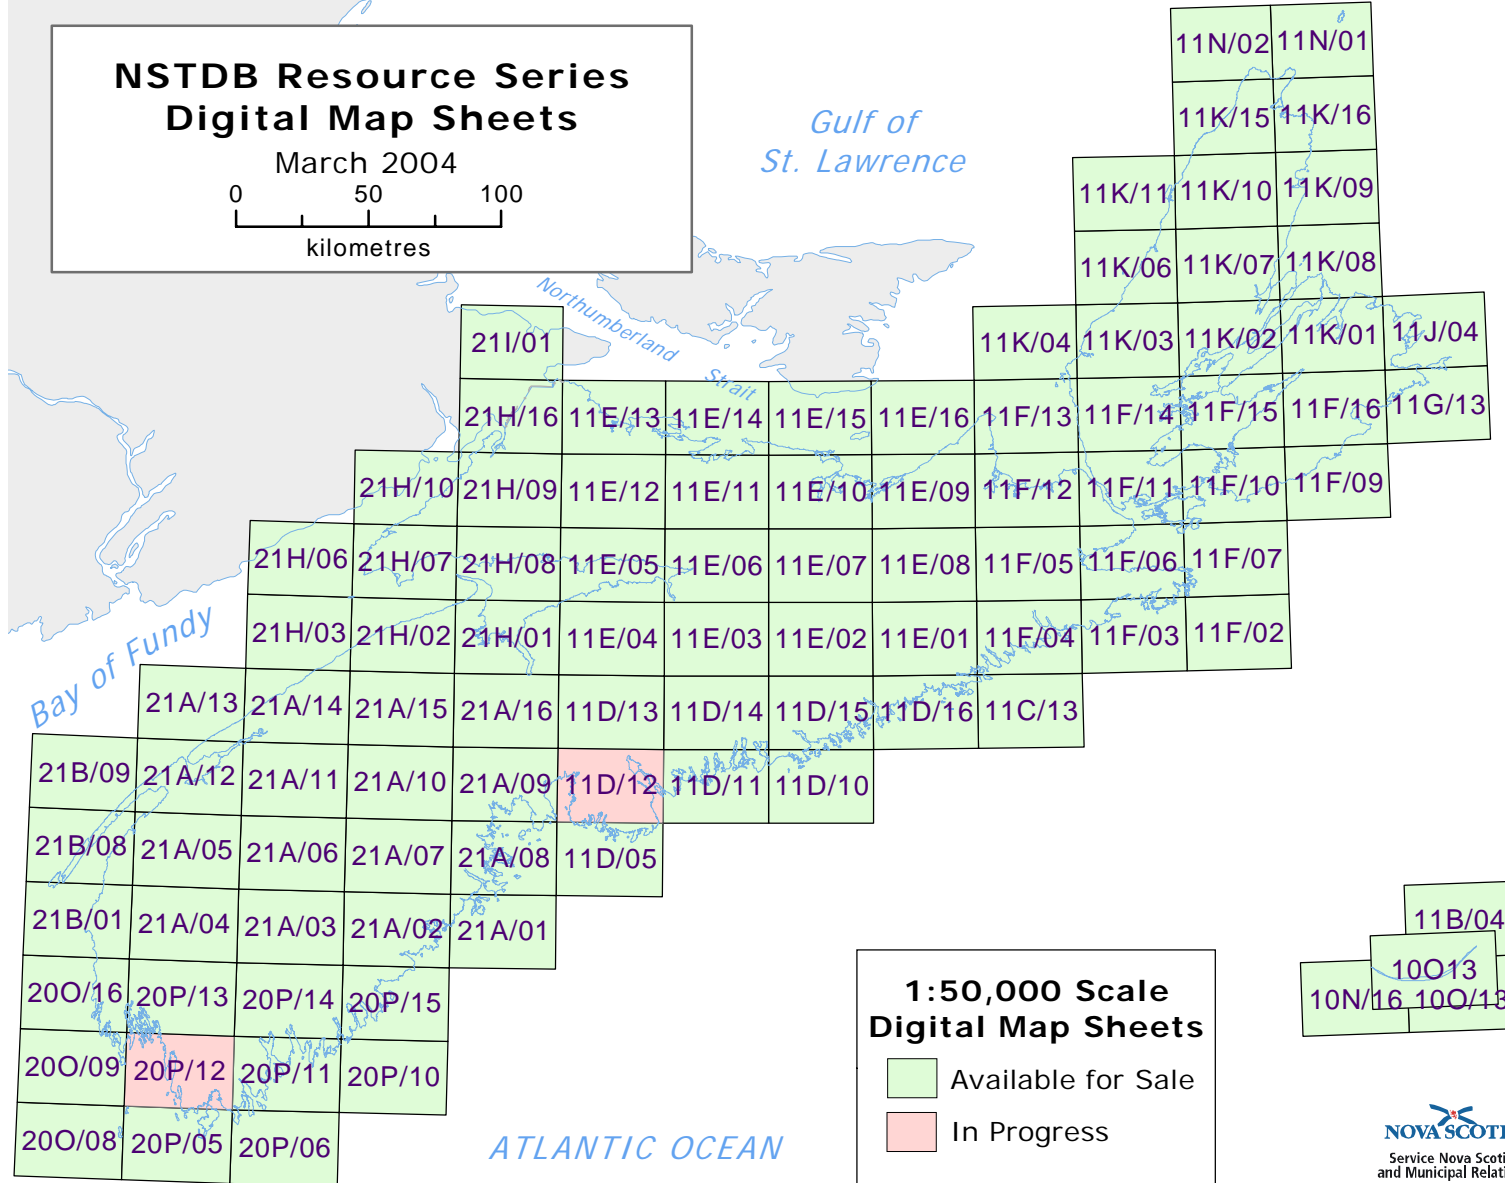 NSTDB Resource Series
Digital Map Sheets
March 2004
0 50 100
kilometres
Gulf of
St. Lawrence
Northumberland
Strait
Bay of Fundy
ATLANTIC OCEAN
11N/02 11N/01
11K/15 11K/16
11K/11 11K/10 11K/09
11K/06 11K/07 11K/08
21I/01 11K/04 11K/03 11K/02 11K/01 11J/04
21H/16 11E/13 11E/14 11E/15 11E/16 11F/13 11F/14 11F/15 11F/16 11G/13
21H/10 21H/09 11E/12 11E/11 11E/10 11E/09 11F/12 11F/11 11F/10 11F/09
21H/06 21H/07 21H/08 11E/05 11E/06 11E/07 11E/08 11F/05 11F/06 11F/07
21H/03 21H/02 21H/01 11E/04 11E/03 11E/02 11E/01 11F/04 11F/03 11F/02
21A/13 21A/14 21A/15 21A/16 11D/13 11D/14 11D/15 11D/16 11C/13
21B/09 21A/12 21A/11 21A/10 21A/09 11D/12 11D/11 11D/10
21B/08 21A/05 21A/06 21A/07 21A/08 11D/05
21B/01 21A/04 21A/03 21A/02 21A/01
20O/16 20P/13 20P/14 20P/15
20O/09 20P/12 20P/11 20P/10
20O/08 20P/05 20P/06
11B/04
10O13
10N/16 10O/13
1:50,000 Scale
Digital Map Sheets
Available for Sale
In Progress
NOVA SCOTI
Service Nova Scoti
and Municipal Relati